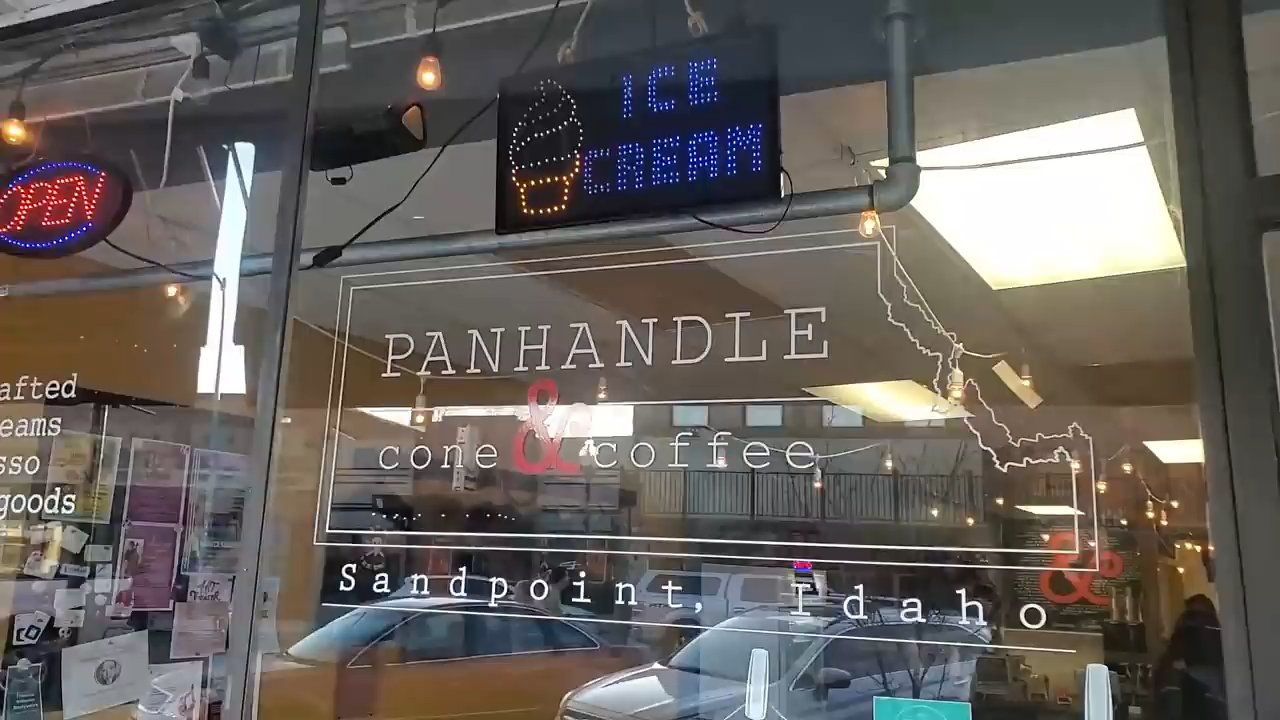 OPEN
ICE
CREAM
PANHANDLE
cone & coffee
Sandpoint, Idaho
afted
eams
sso
goods
&